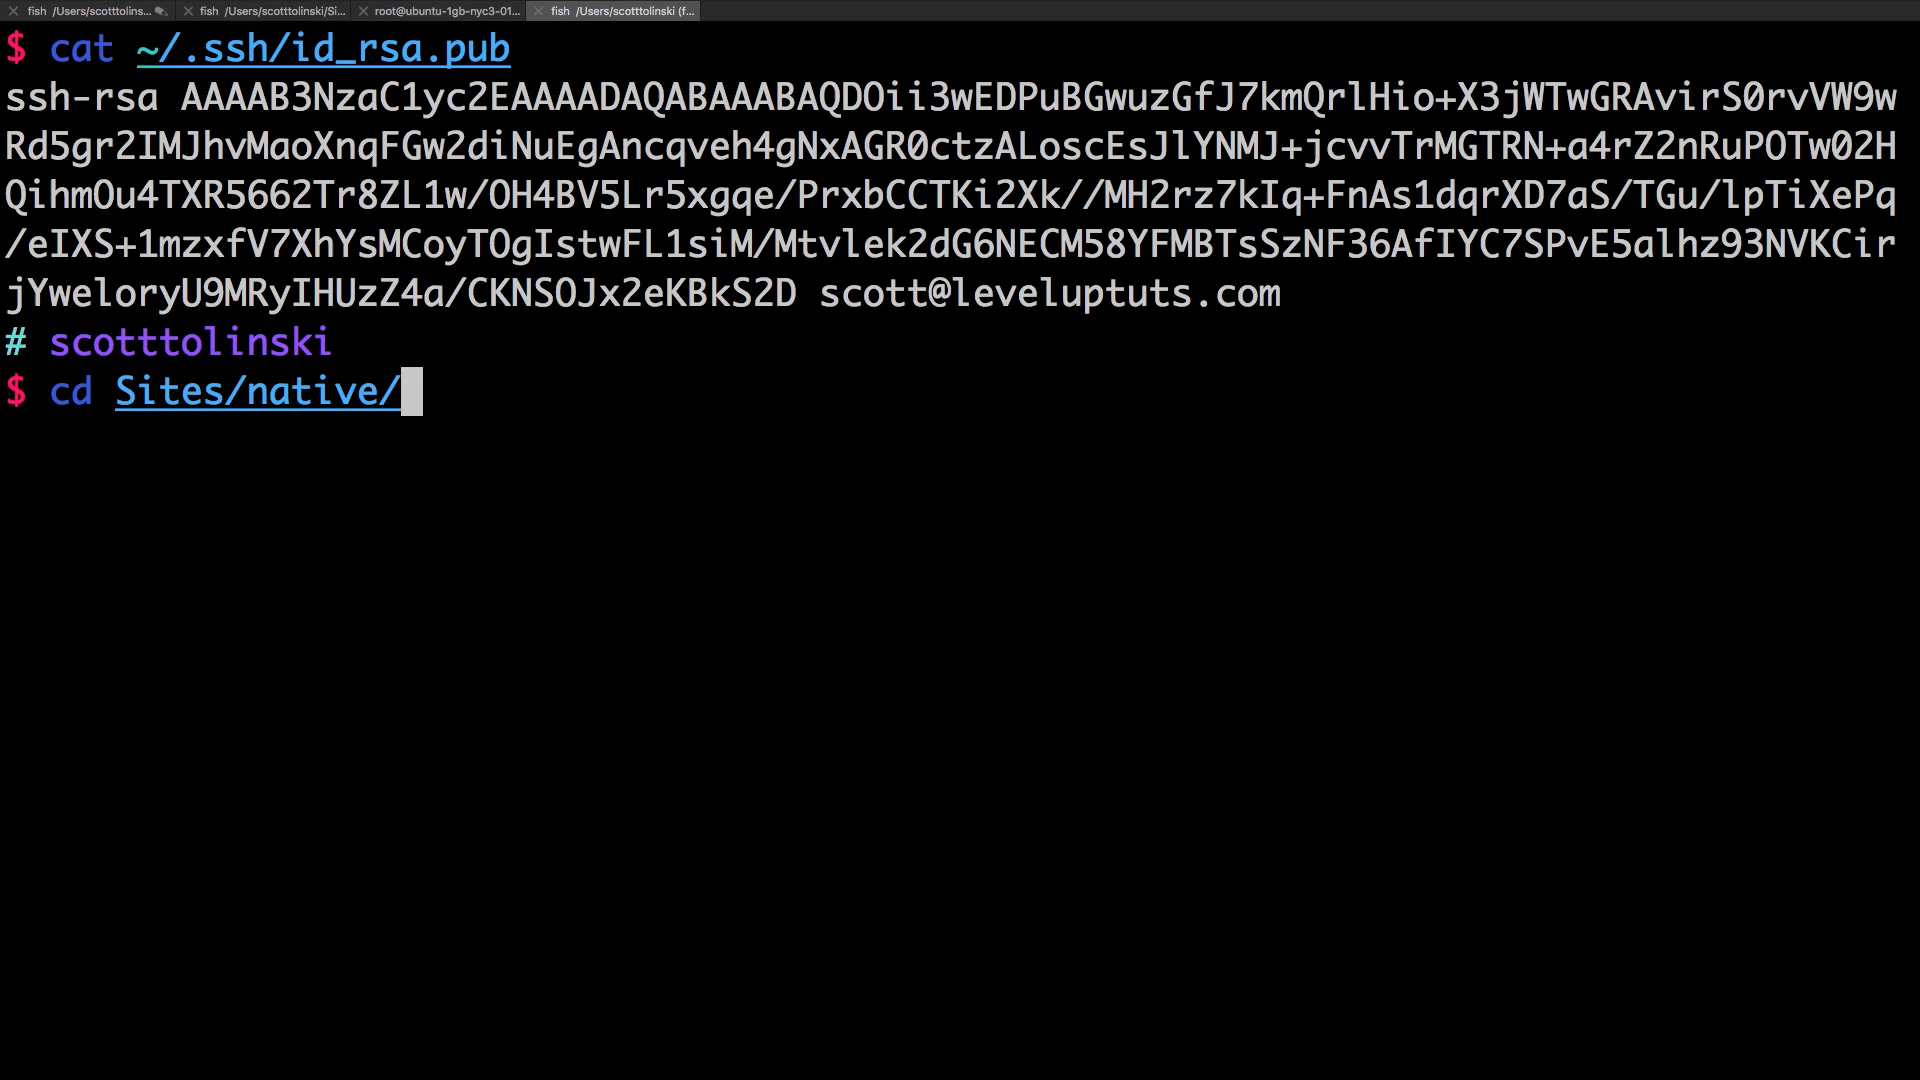 fish /Users/scotttolins... fish /Users/scotttolinski/Si... root@ubuntu-1gb-nyc3-01... fish /Users/scotttolinski (f...
$ cat ~/.ssh/id_rsa.pub
ssh-rsa AAAAB3NzaC1yc2EAAAADAQABAAABAQDOii3wEDPuBGwuzGfJ7kmQrlHio+X3jWTwGRAvirS0rvVW9w
Rd5gr2IMJhvMaoXnqFGw2diNuEgAncqveh4gNxAGR0ctzALoscEsJlYNMJ+jcvvTrMGTRN+a4rZ2nRuPOTw02H
QihmOu4TXR5662Tr8ZL1w/OH4BV5Lr5xgqe/PrxbCCTKi2Xk//MH2rz7kIq+FnAs1dqrXD7aS/TGu/lpTiXePq
/eIXS+1mzxfV7XhYsMCoyTOgIstwFL1siM/Mtvlek2dG6NECM58YFMBTsSzNF36AfIYC7SPvE5alhz93NVKCir
jYweloryU9MRyIHUzZ4a/CKNSOJx2eKBkS2D scott@leveluptuts.com
# scotttolinski
$ cd Sites/native/